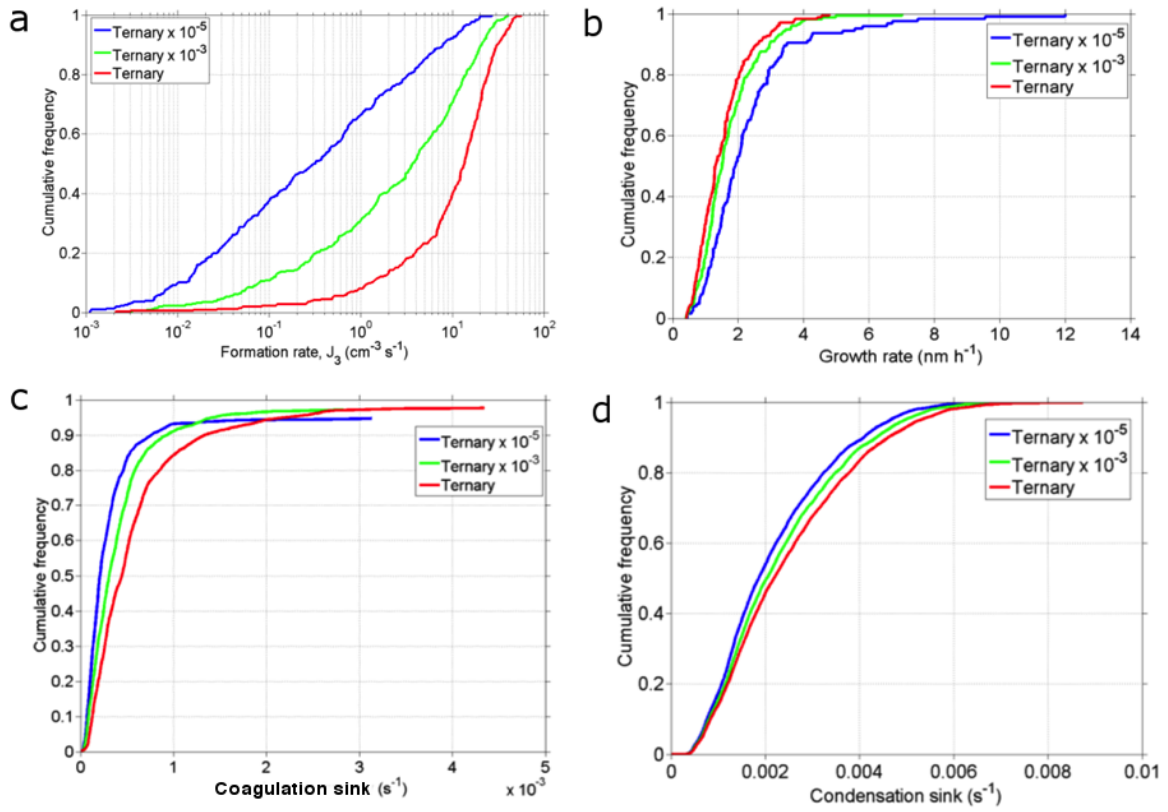 a
Ternary x 10-5
Ternary x 10-3
Ternary
Cumulative frequency
1
0.8
0.6
0.4
0.2
0
10-3
10-2
10-1
100
101
102
Formation rate, J3 (cm-3 s-1)
b
Ternary x 10-5
Ternary x 10-3
Ternary
Cumulative frequency
1
0.8
0.6
0.4
0.2
0
0
2
4
6
8
10
12
14
Growth rate (nm h-1)
c
Ternary x 10-5
Ternary x 10-3
Ternary
Cumulative frequency
1
0.9
0.8
0.7
0.6
0.5
0.4
0.3
0.2
0.1
0
0
1
2
3
4
5
Coagulation sink (s-1)
x 10-3
d
Ternary x 10-5
Ternary x 10-3
Ternary
Cumulative frequency
1
0.8
0.6
0.4
0.2
0
0
0.002
0.004
0.006
0.008
0.01
Condensation sink (s-1)